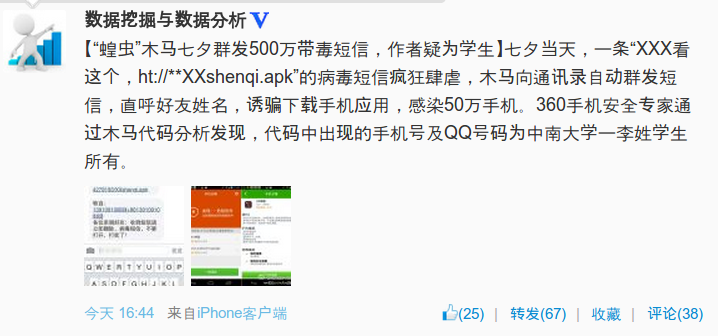 数据挖掘与数据分析
【“蝗虫”木马七夕群发500万带毒短信，作者疑为学生】七夕当天，一条“XXX看
这个，ht://**XXshenqi.apk”的病毒短信疯狂肆虐，木马向通讯录自动群发短
信，直呼好友姓名，诱骗下载手机应用，感染50万手机。360手机安全专家通
过木马代码分析发现，代码中出现的手机号及QQ号码为中南大学一李姓学生
所有。
QWERTYUIOP
ASDFGHJKL
今天 16:44 来自iPhone客户端
(25) | 转发(67) | 收藏 | 评论(38)